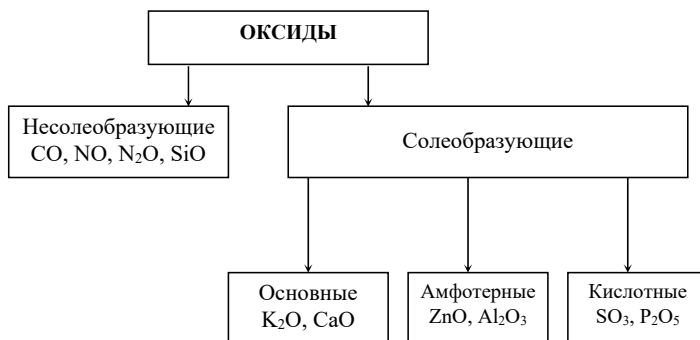 ОКСИДЫ
Несолеобразующие
CO, NO, N₂O, SiO
Солеобразующие
Основные
K₂O, CaO
Амфотерные
ZnO, Al₂O₃
Кислотные
SO₃, P₂O₅